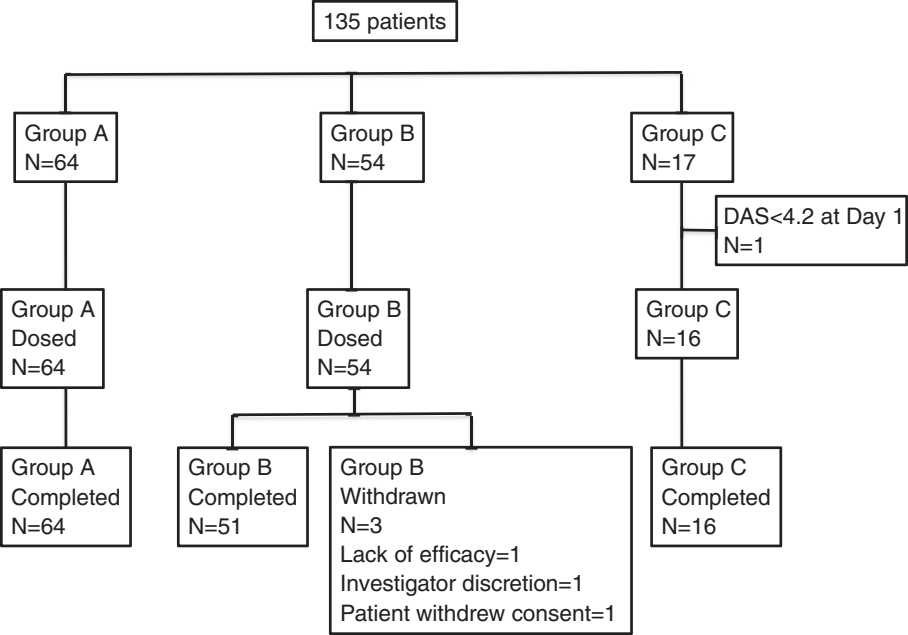 135 patients
Group A
N=64
Group B
N=54
Group C
N=17
DAS<4.2 at Day 1
N=1
Group A
Dosed
N=64
Group B
Dosed
N=54
Group C
N=16
Group A
Completed
N=64
Group B
Completed
N=51
Group B
Withdrawn
N=3
Lack of efficacy=1
Investigator discretion=1
Patient withdrew consent=1
Group C
Completed
N=16